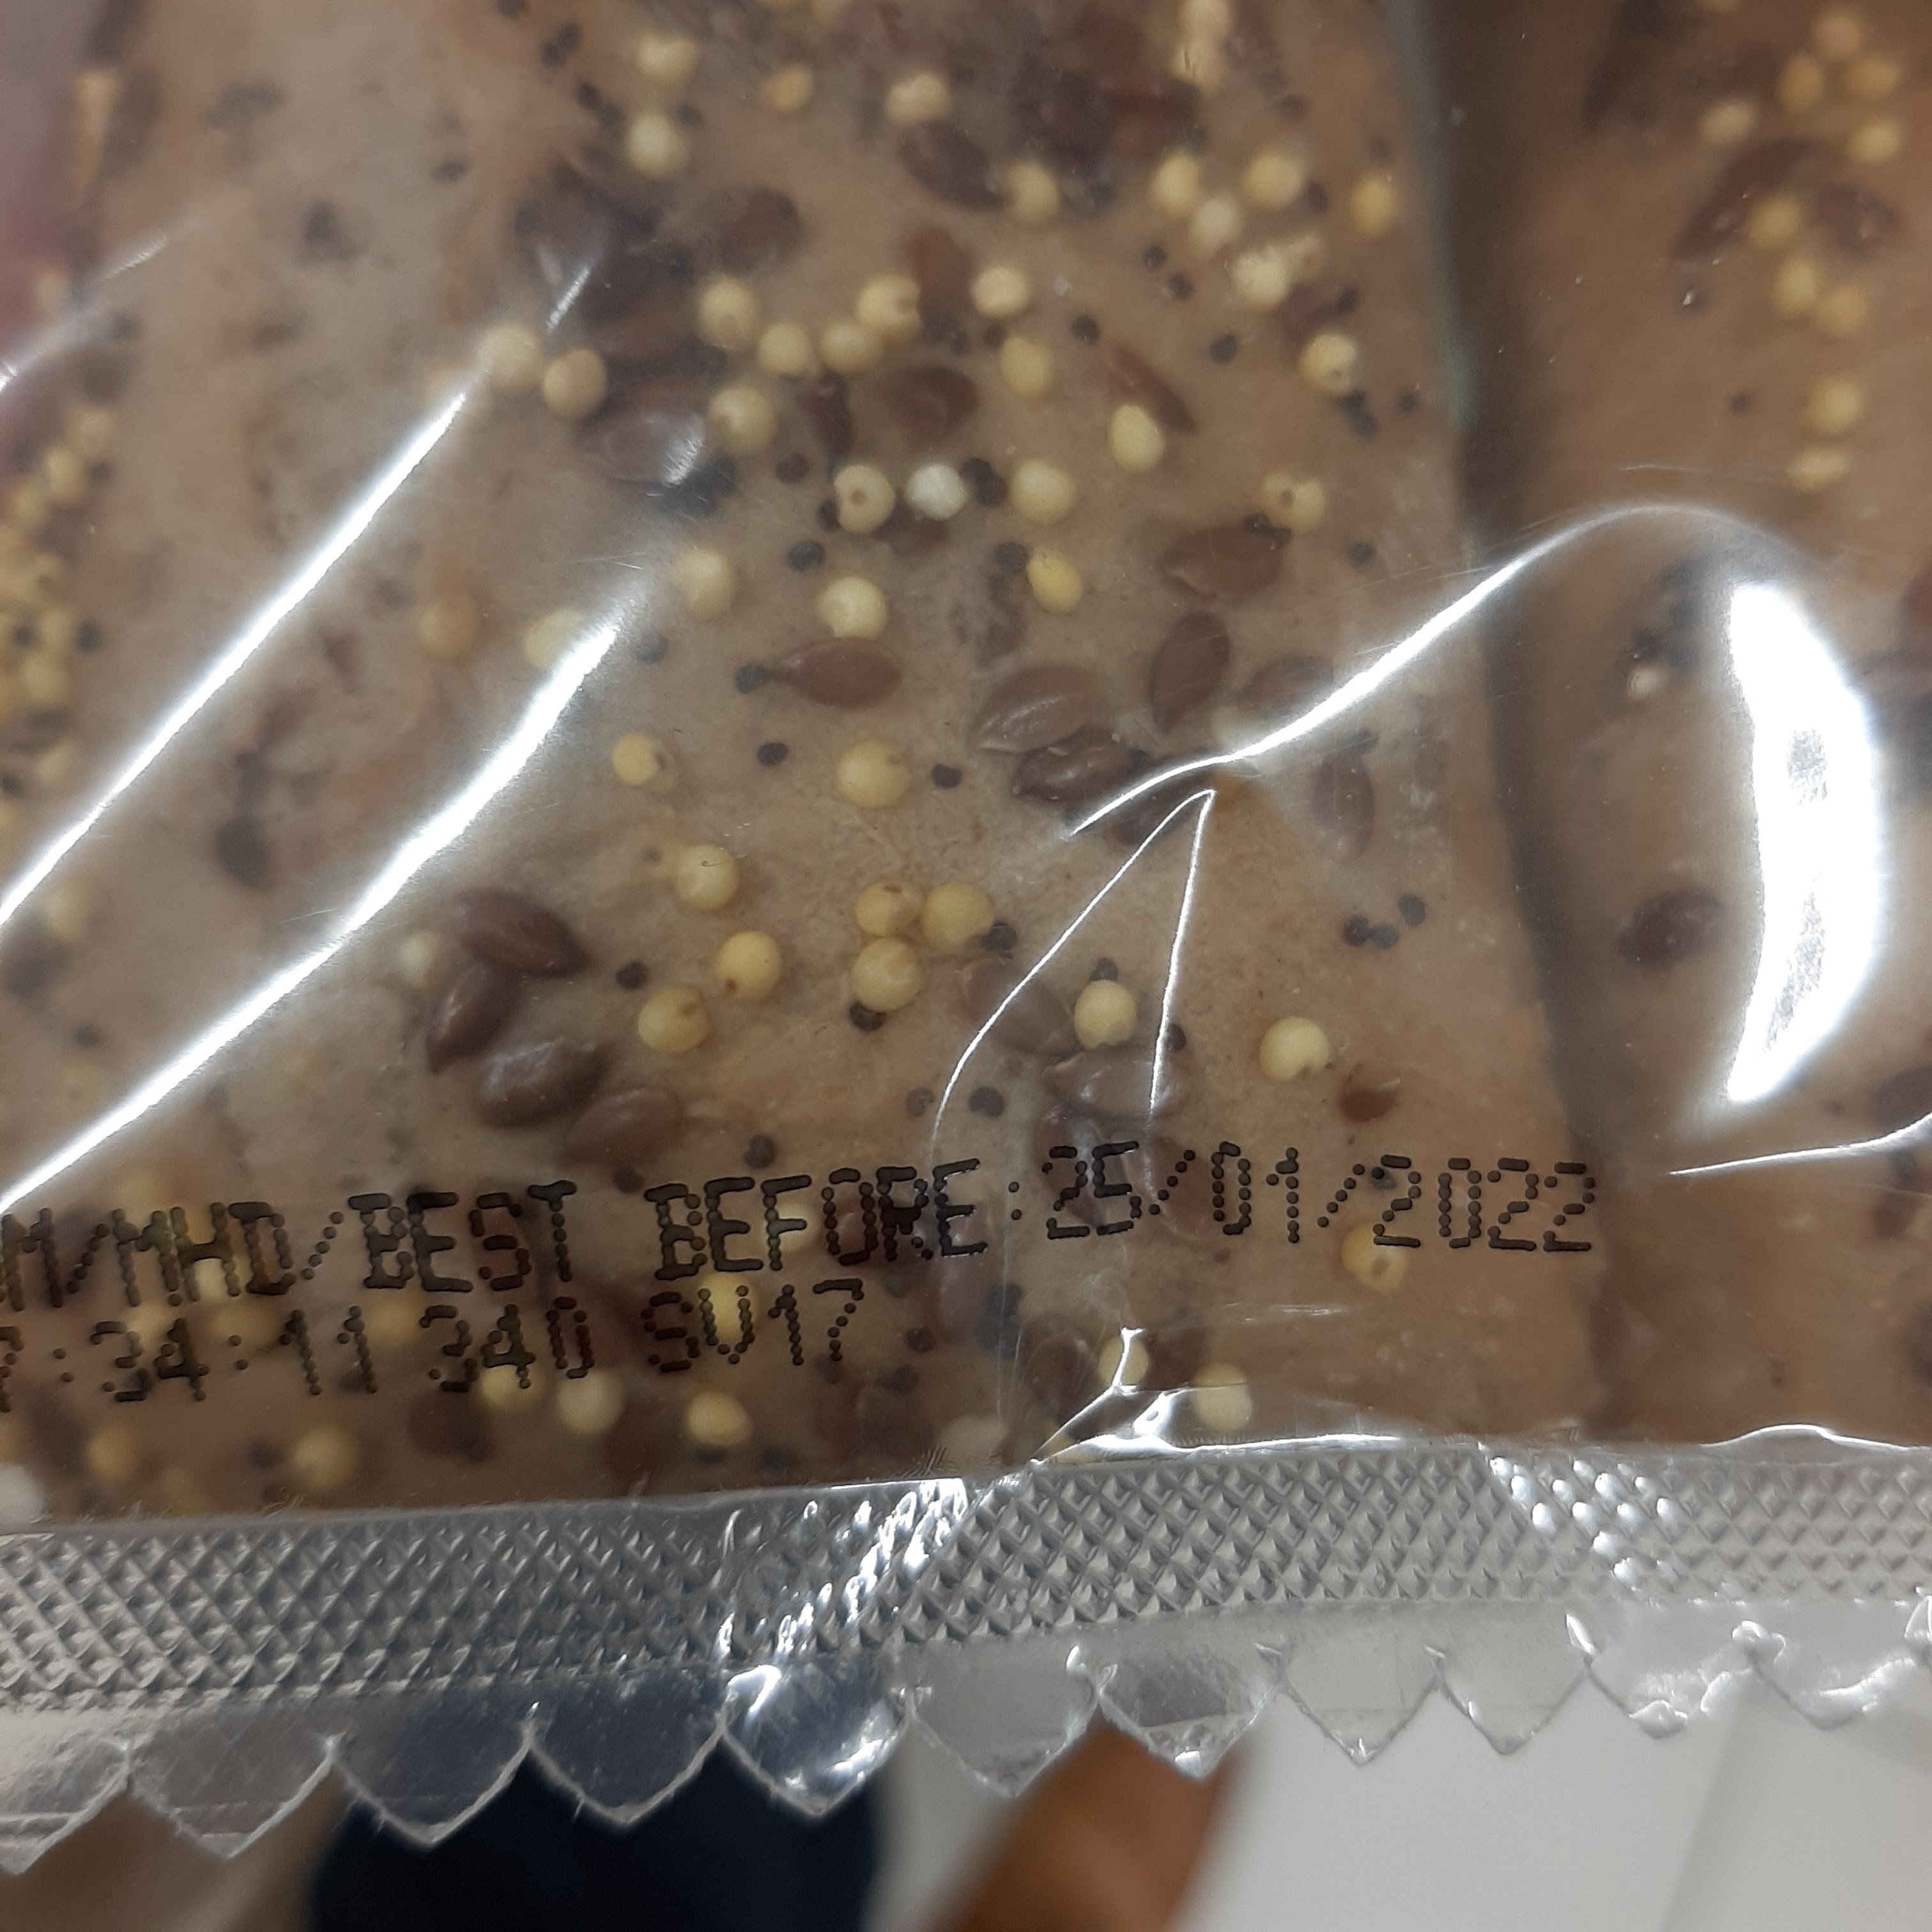 M/MHD/BEST BEFORE:25/01/2022
:34:11 340 SV17